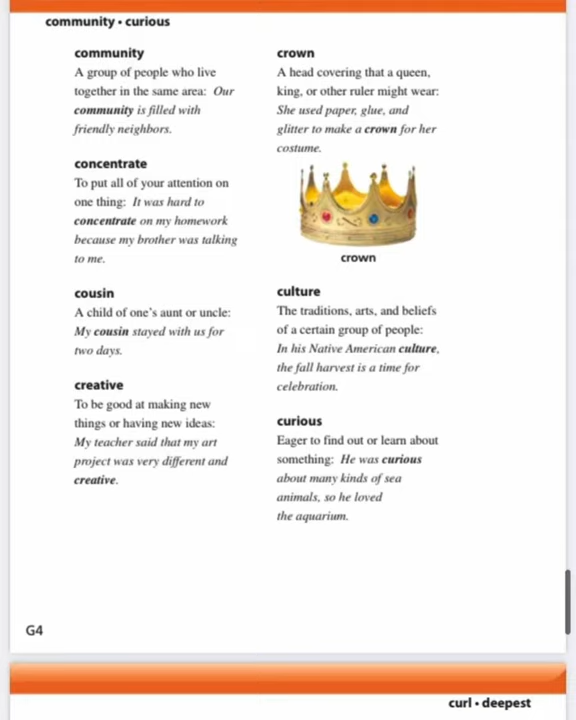 community • curious
community
A group of people who live
together in the same area: Our
community is filled with
friendly neighbors.
concentrate
To put all of your attention on
one thing: It was hard to
concentrate on my homework
because my brother was talking
to me.
cousin
A child of one's aunt or uncle:
My cousin stayed with us for
two days.
creative
To be good at making new
things or having new ideas:
My teacher said that my art
project was very different and
creative.
crown
A head covering that a queen,
king, or other ruler might wear:
She used paper, glue, and
glitter to make a crown for her
costume.
crown
culture
The traditions, arts, and beliefs
of a certain group of people:
In his Native American culture,
the fall harvest is a time for
celebration.
curious
Eager to find out or learn about
something: He was curious
about many kinds of sea
animals, so he loved
the aquarium.
G4
curl • deepest